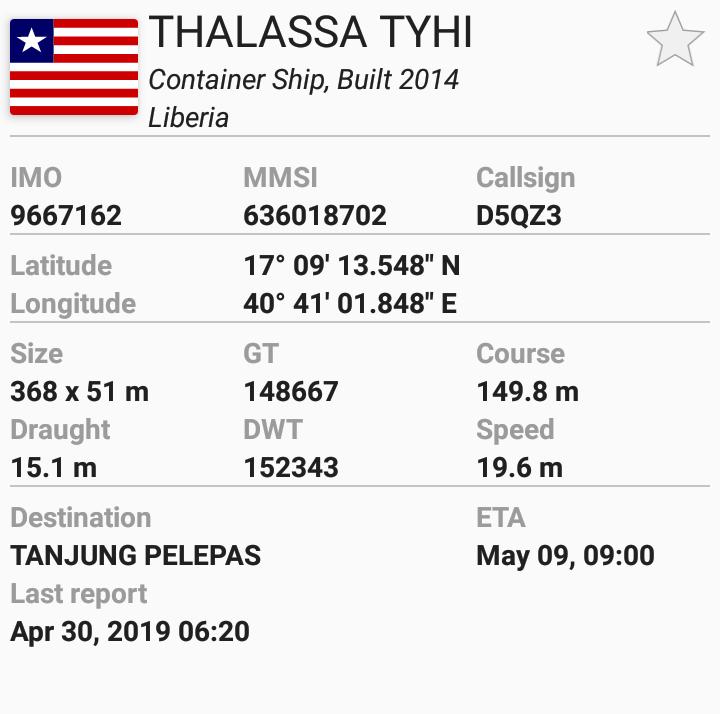 THALASSA TYHI
Container Ship, Built 2014
Liberia
IMO MMSI Callsign
9667162 636018702 D5QZ3
Latitude 17° 09' 13.548" N
Longitude 40° 41' 01.848" E
Size GT Course
368 x 51 m 148667 149.8 m
Draught DWT Speed
15.1 m 152343 19.6 m
Destination ETA
TANJUNG PELEPAS May 09, 09:00
Last report
Apr 30, 2019 06:20